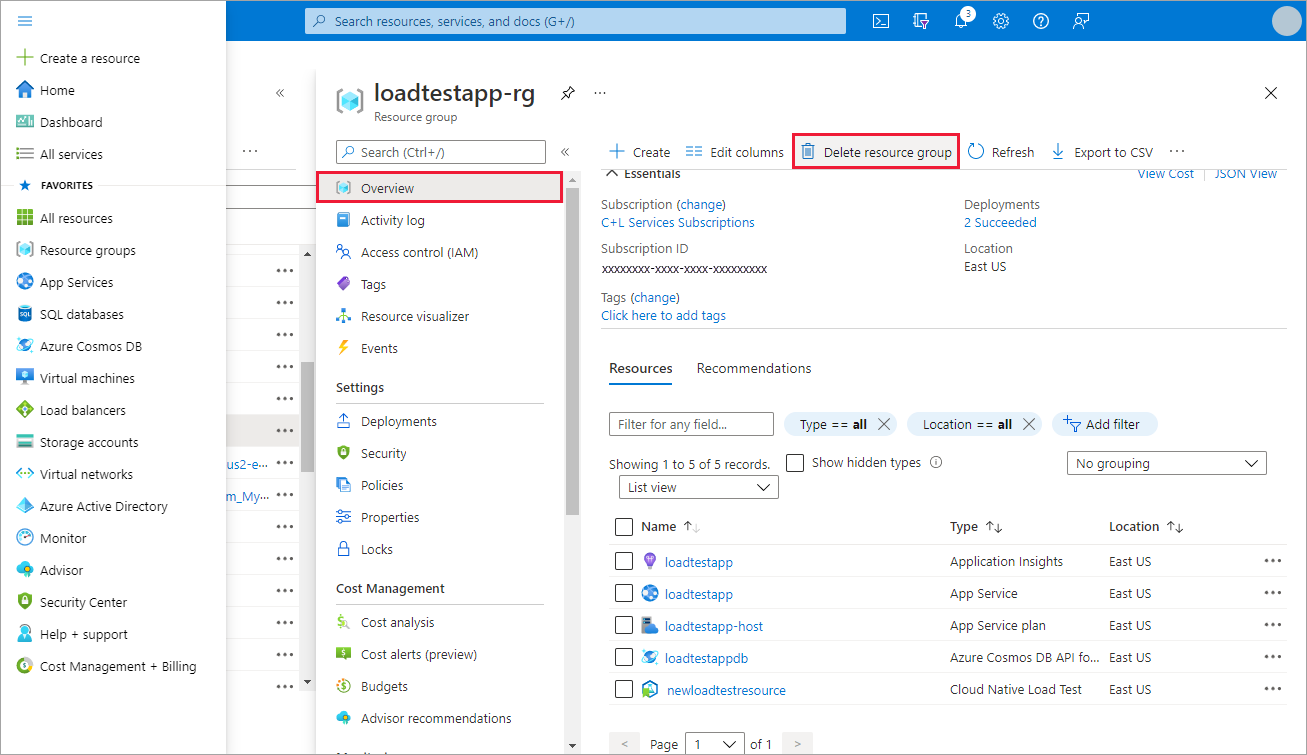 Search resources, services, and docs (G+/)
3
Create a resource
Home
Dashboard
All services
FAVORITES
All resources
Resource groups
App Services
SQL databases
Azure Cosmos DB
Virtual machines
Load balancers
Storage accounts
Virtual networks
Azure Active Directory
Monitor
Advisor
Security Center
Help + support
Cost Management + Billing
«
...
us2-e...
m_My...
loadtestapp-rg
...
Resource group
Search (Ctrl+/)
«
Overview
Activity log
Access control (IAM)
Tags
Resource visualizer
Events
Settings
Deployments
Security
Policies
Properties
Locks
Cost Management
Cost analysis
Cost alerts (preview)
Budgets
Advisor recommendations
Create
Edit columns
Delete resource group
Refresh
Export to CSV
...
Essentials
View Cost
JSON View
Subscription (change)
C+L Services Subscriptions
Subscription ID
xxxxxxxx-xxxx-xxxx-xxxxxxxxx
Tags (change)
Click here to add tags
Deployments
2 Succeeded
Location
East US
Resources
Recommendations
Filter for any field...
Type == all
Location == all
Add filter
Showing 1 to 5 of 5 records.
Show hidden types
No grouping
List view
Name
Type
Location
loadtestapp
Application Insights
East US
loadtestapp
App Service
East US
loadtestapp-host
App Service plan
East US
loadtestappdb
Azure Cosmos DB API fo...
East US
newloadtestresource
Cloud Native Load Test
East US
< Page 1 of 1 >